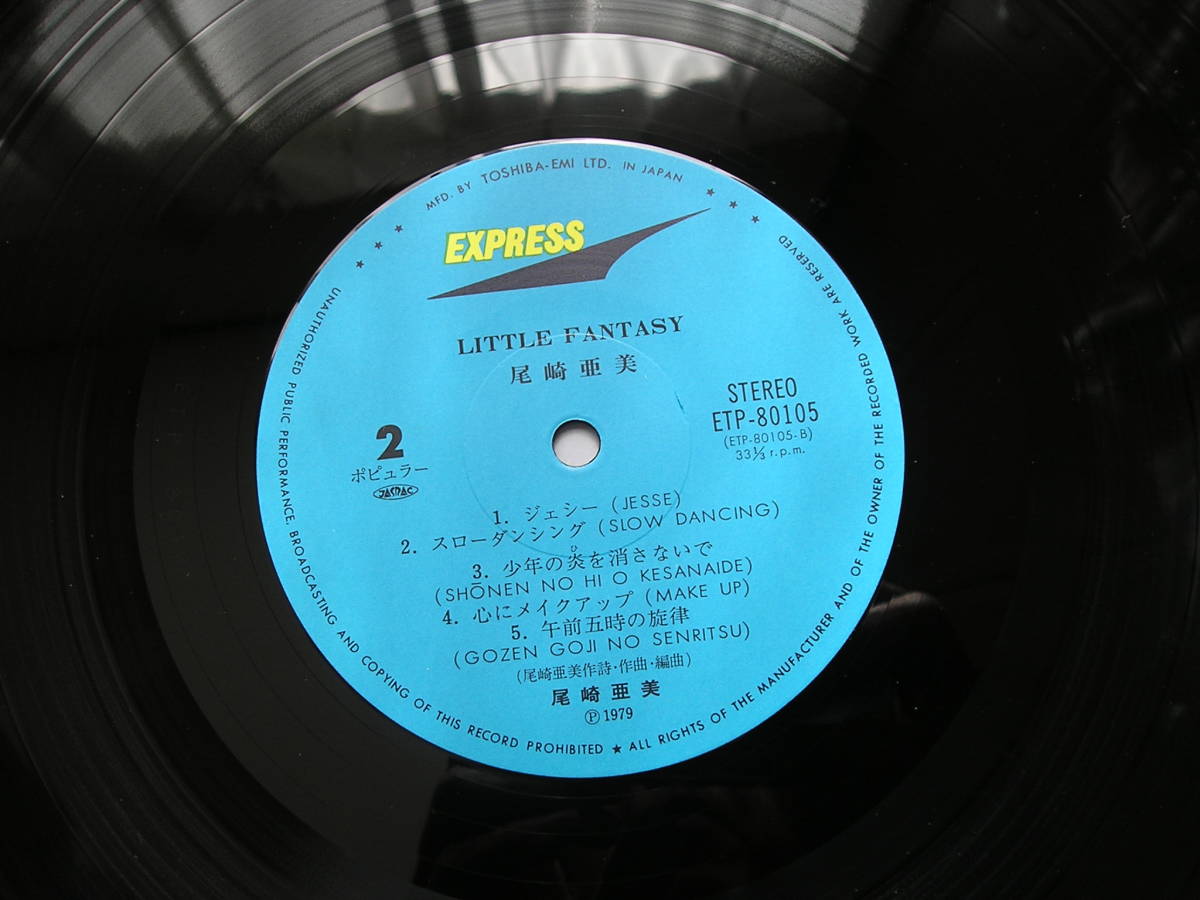 MFD. BY TOSHIBA-EMI LTD. IN JAPAN ★ ★ ★
EXPRESS
LITTLE FANTASY
尾崎亜美
STEREO
ETP-80105
(ETP-80105-B)
33⅓ r.p.m.
2
ポピュラー
JASRAC
1. ジェシー (JESSE)
2. スローダンシング (SLOW DANCING)
3. 少年の炎を消さないで
ひ
(SHŌNEN NO HI O KESANAIDE)
4. 心にメイクアップ (MAKE UP)
5. 午前五時の旋律
(GOZEN GOJI NO SENRITSU)
(尾崎亜美作詩・作曲・編曲)
尾崎亜美
Ⓟ 1979
★ ★ ★ UNAUTHORIZED PUBLIC PERFORMANCE, BROADCASTING AND COPYING OF THIS RECORD PROHIBITED ★ ALL RIGHTS OF THE MANUFACTURER AND OF THE OWNER OF THE RECORDED WORK ARE RESERVED